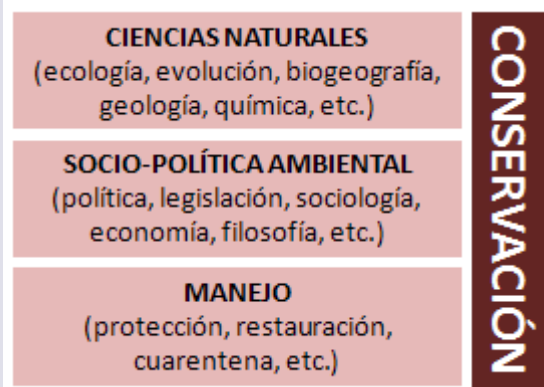 CIENCIAS NATURALES
(ecología, evolución, biogeografía,
geología, química, etc.)
SOCIO-POLÍTICA AMBIENTAL
(política, legislación, sociología,
economía, filosofía, etc.)
MANEJO
(protección, restauración,
cuarentena, etc.)
CONSERVACIÓN